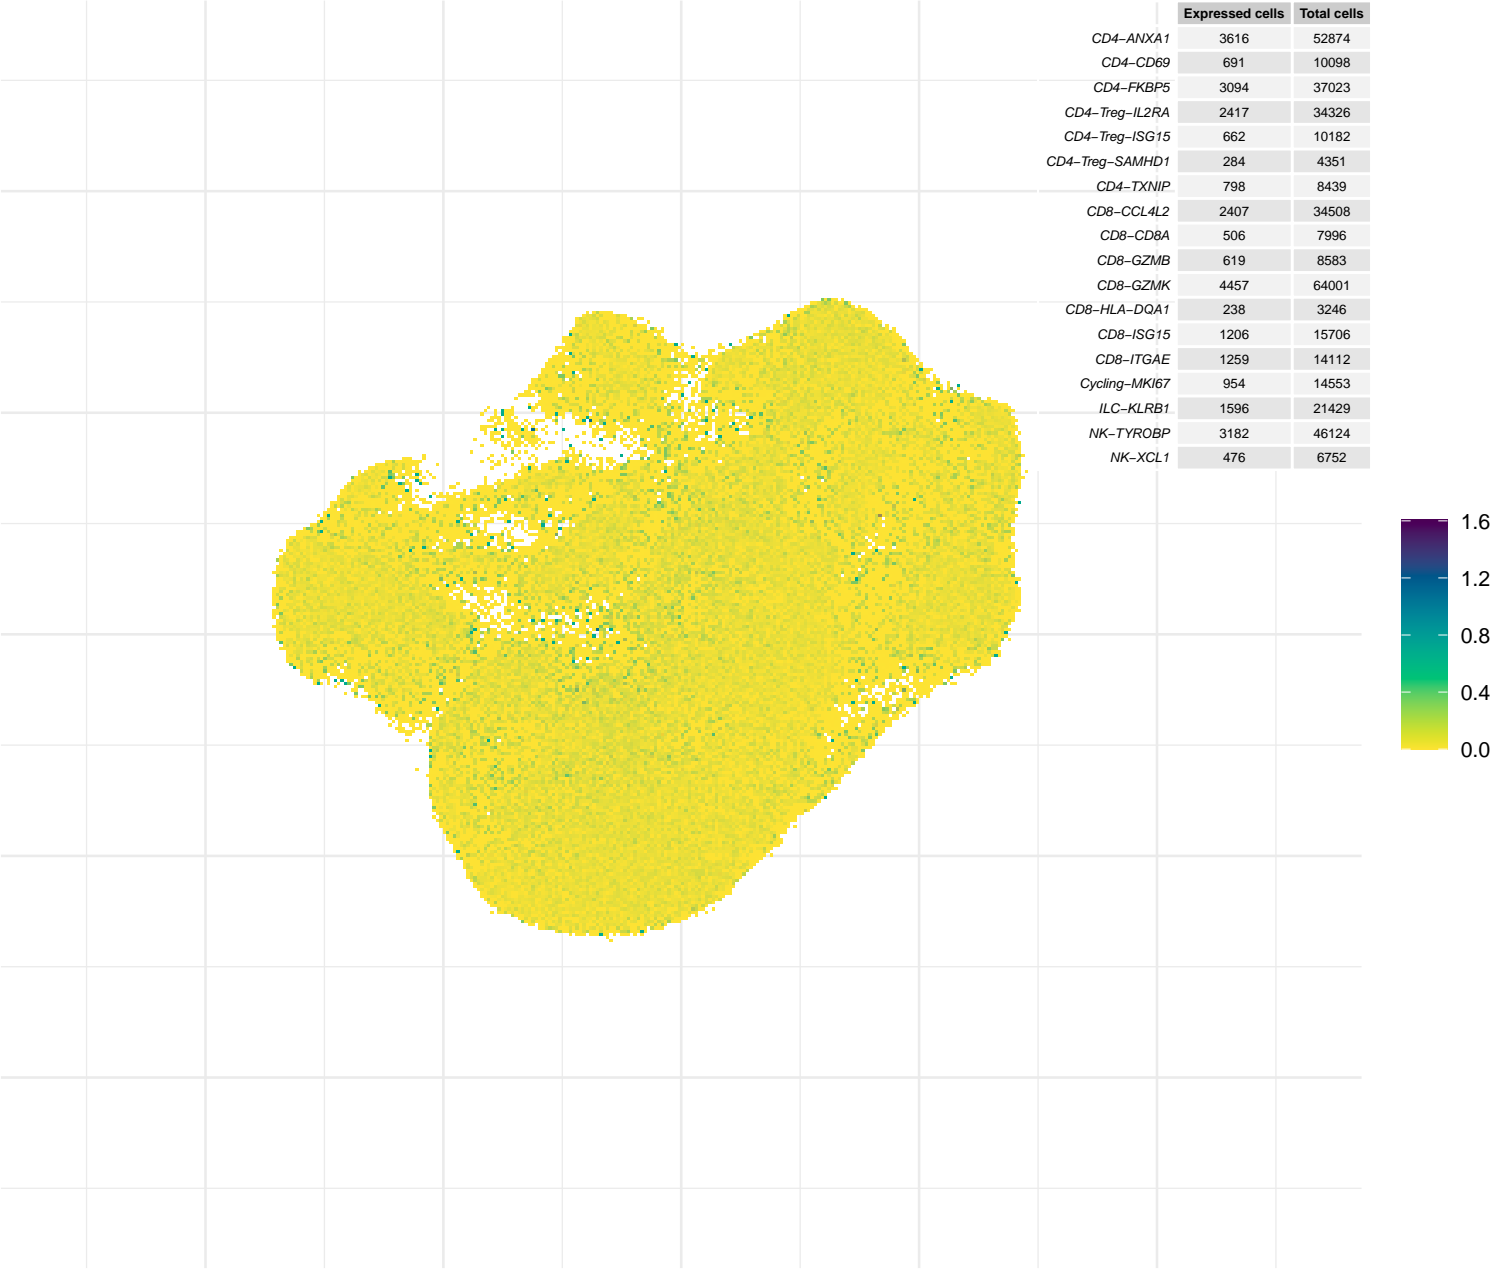 Expressed cells Total cells
CD4−ANXA1 3616 52874
CD4−CD69 691 10098
CD4−FKBP5 3094 37023
CD4−Treg−IL2RA 2417 34326
CD4−Treg−ISG15 662 10182
CD4−Treg−SAMHD1 284 4351
CD4−TXNIP 798 8439
CD8−CCL4L2 2407 34508
CD8−CD8A 506 7996
CD8−GZMB 619 8583
CD8−GZMK 4457 64001
CD8−HLA−DQA1 238 3246
CD8−ISG15 1206 15706
CD8−ITGAE 1259 14112
Cycling−MKI67 954 14553
ILC−KLRB1 1596 21429
NK−TYROBP 3182 46124
NK−XCL1 476 6752
1.6
1.2
0.8
0.4
0.0